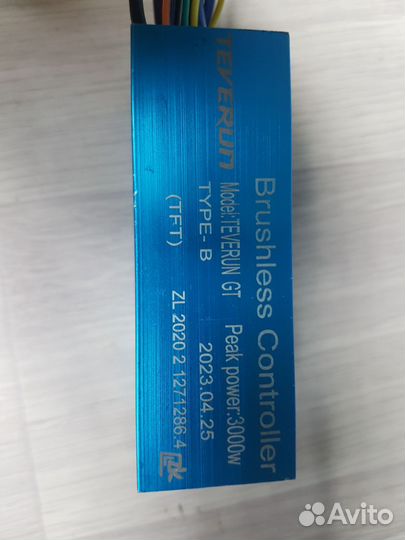 TEVERUN
Brushless Controller
Model:TEVERUN GT Peak power:3000w
TYPE- B 2023.04.25
(TFT) ZL 2020 2 1271286.4
Avito